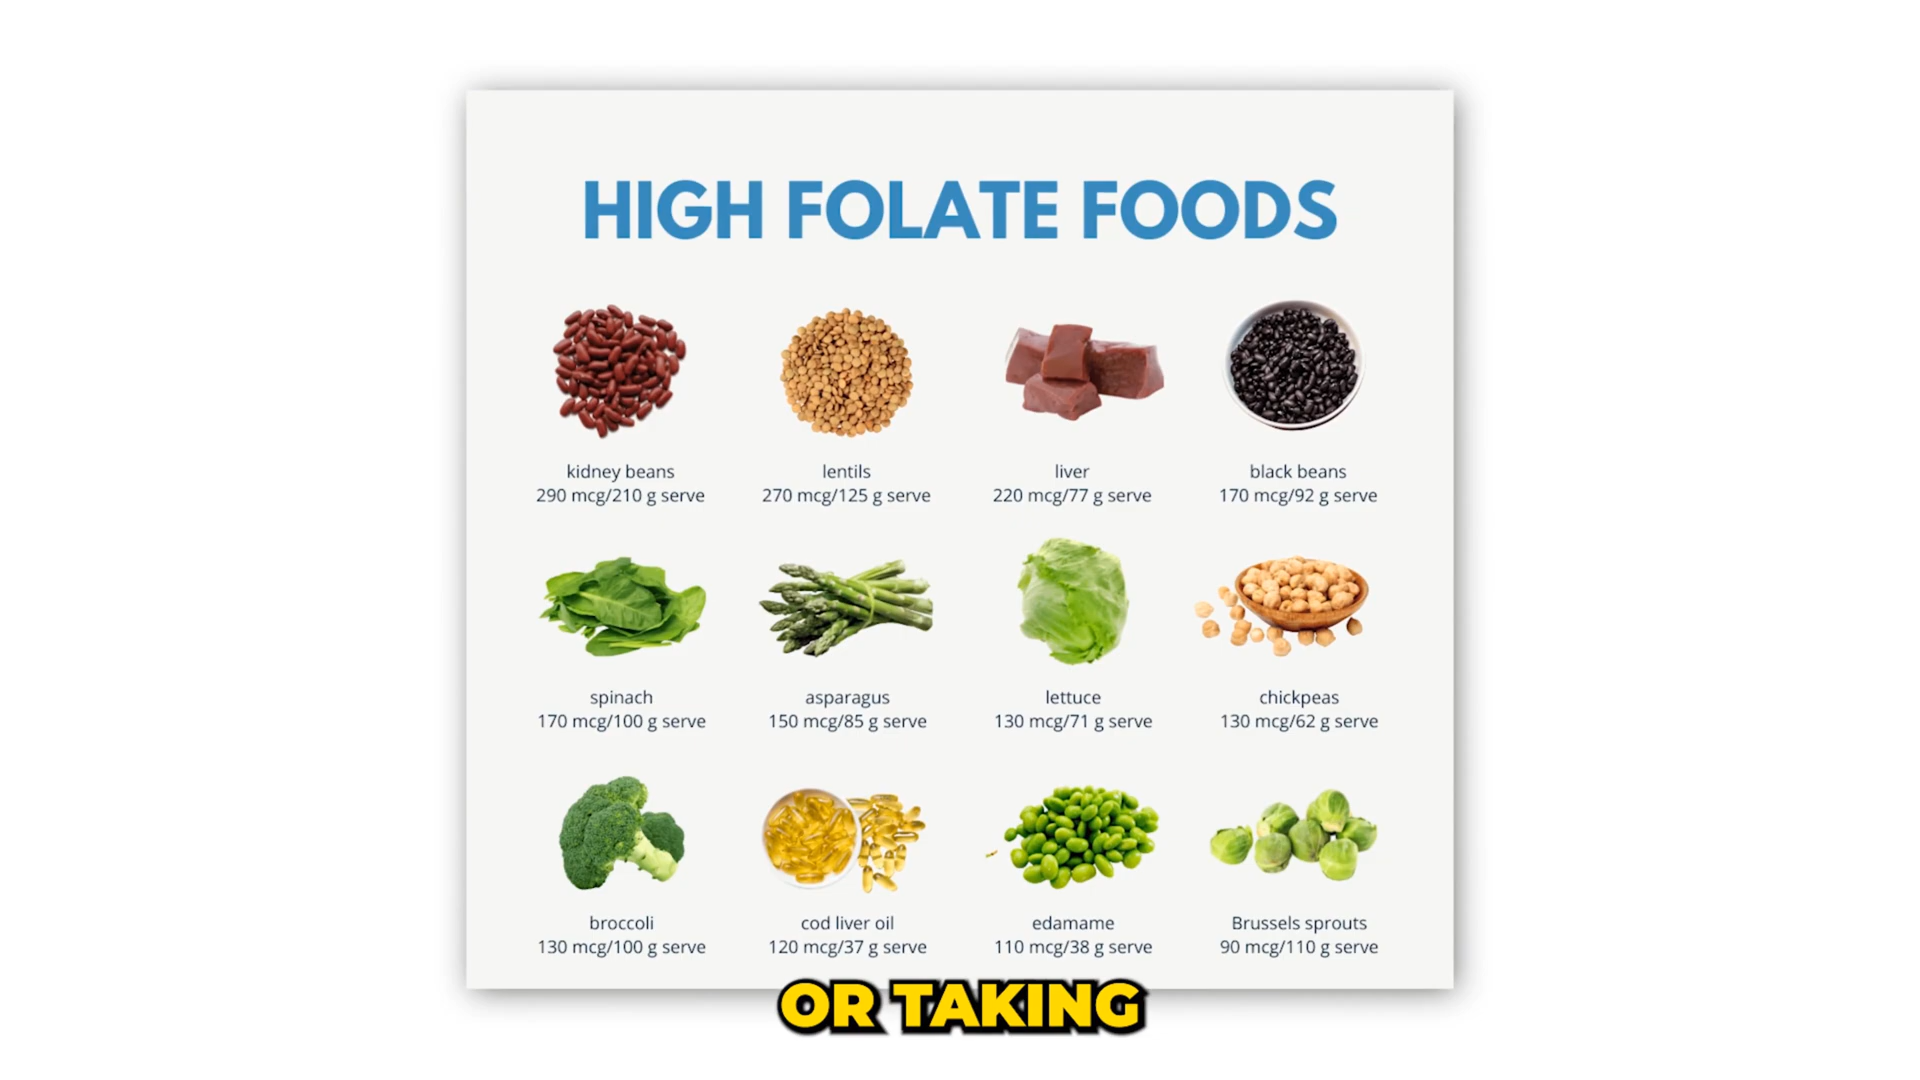 HIGH FOLATE FOODS
kidney beans
290 mcg/210 g serve
lentils
270 mcg/125 g serve
liver
220 mcg/77 g serve
black beans
170 mcg/92 g serve
spinach
170 mcg/100 g serve
asparagus
150 mcg/85 g serve
lettuce
130 mcg/71 g serve
chickpeas
130 mcg/62 g serve
broccoli
130 mcg/100 g serve
cod liver oil
120 mcg/37 g serve
edamame
110 mcg/38 g serve
Brussels sprouts
90 mcg/110 g serve
OR TAKING